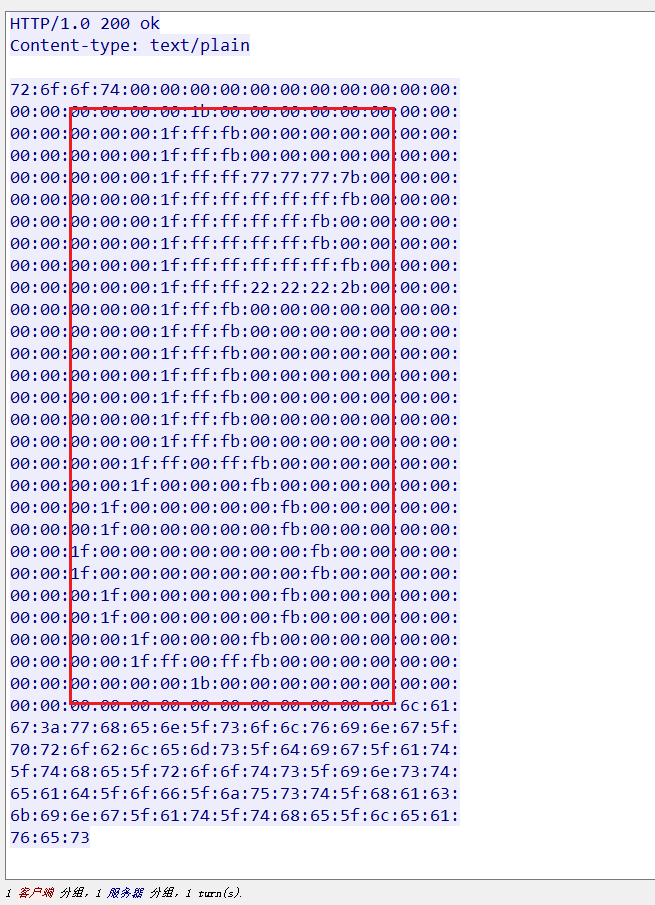 HTTP/1.0 200 ok
Content-type: text/plain
72:6f:6f:74:00:00:00:00:00:00:00:00:00:00:00:
00:00:00:00:00:00:1b:00:00:00:00:00:00:00:00:
00:00:00:00:00:1f:ff:fb:00:00:00:00:00:00:00:
00:00:00:00:00:1f:ff:fb:00:00:00:00:00:00:00:
00:00:00:00:00:1f:ff:ff:77:77:77:7b:00:00:00:
00:00:00:00:00:1f:ff:ff:ff:ff:ff:fb:00:00:00:
00:00:00:00:00:1f:ff:ff:ff:ff:fb:00:00:00:00:
00:00:00:00:00:1f:ff:ff:ff:ff:fb:00:00:00:00:
00:00:00:00:00:1f:ff:ff:ff:ff:ff:fb:00:00:00:
00:00:00:00:00:1f:ff:ff:22:22:22:2b:00:00:00:
00:00:00:00:00:1f:ff:fb:00:00:00:00:00:00:00:
00:00:00:00:00:1f:ff:fb:00:00:00:00:00:00:00:
00:00:00:00:00:1f:ff:fb:00:00:00:00:00:00:00:
00:00:00:00:00:1f:ff:fb:00:00:00:00:00:00:00:
00:00:00:00:00:1f:ff:fb:00:00:00:00:00:00:00:
00:00:00:00:00:1f:ff:fb:00:00:00:00:00:00:00:
00:00:00:00:00:1f:ff:fb:00:00:00:00:00:00:00:
00:00:00:00:1f:ff:00:ff:fb:00:00:00:00:00:00:
00:00:00:00:1f:00:00:00:fb:00:00:00:00:00:00:
00:00:00:1f:00:00:00:00:00:fb:00:00:00:00:00:
00:00:00:1f:00:00:00:00:00:fb:00:00:00:00:00:
00:00:1f:00:00:00:00:00:00:00:fb:00:00:00:00:
00:00:1f:00:00:00:00:00:00:00:fb:00:00:00:00:
00:00:00:1f:00:00:00:00:00:fb:00:00:00:00:00:
00:00:00:1f:00:00:00:00:00:fb:00:00:00:00:00:
00:00:00:00:1f:00:00:00:fb:00:00:00:00:00:00:
00:00:00:00:1f:ff:00:ff:fb:00:00:00:00:00:00:
00:00:00:00:00:00:1b:00:00:00:00:00:00:00:00:
00:00:00:00:00:00:00:00:00:00:00:00:66:6c:61:
67:3a:77:68:65:6e:5f:73:6f:6c:76:69:6e:67:5f:
70:72:6f:62:6c:65:6d:73:5f:64:69:67:5f:61:74:
5f:74:68:65:5f:72:6f:6f:74:73:5f:69:6e:73:74:
65:61:64:5f:6f:66:5f:6a:75:73:74:5f:68:61:63:
6b:69:6e:67:5f:61:74:5f:74:68:65:5f:6c:65:61:
76:65:73
1 客户端 分组，1 服务器 分组，1 turn(s).